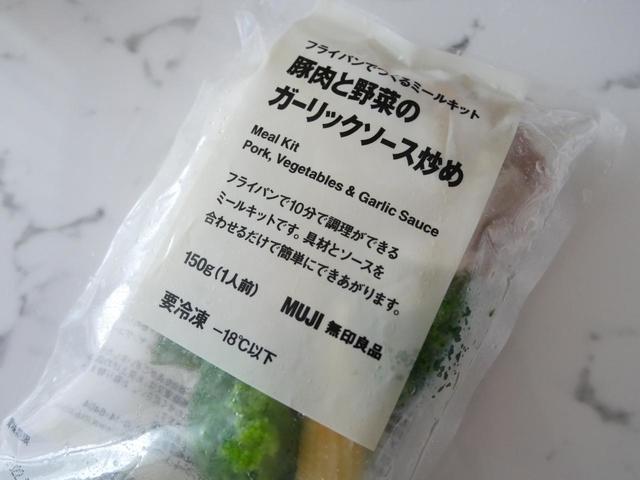 フライパンでつくるミールキット
豚肉と野菜の
ガーリックソース炒め
Meal Kit
Pork, Vegetables & Garlic Sauce
フライパンで10分で調理ができる
ミールキットです。具材とソースを
合わせるだけで簡単にできあがります。
150g(1人前)
MUJI 無印良品
要冷凍 −18℃以下